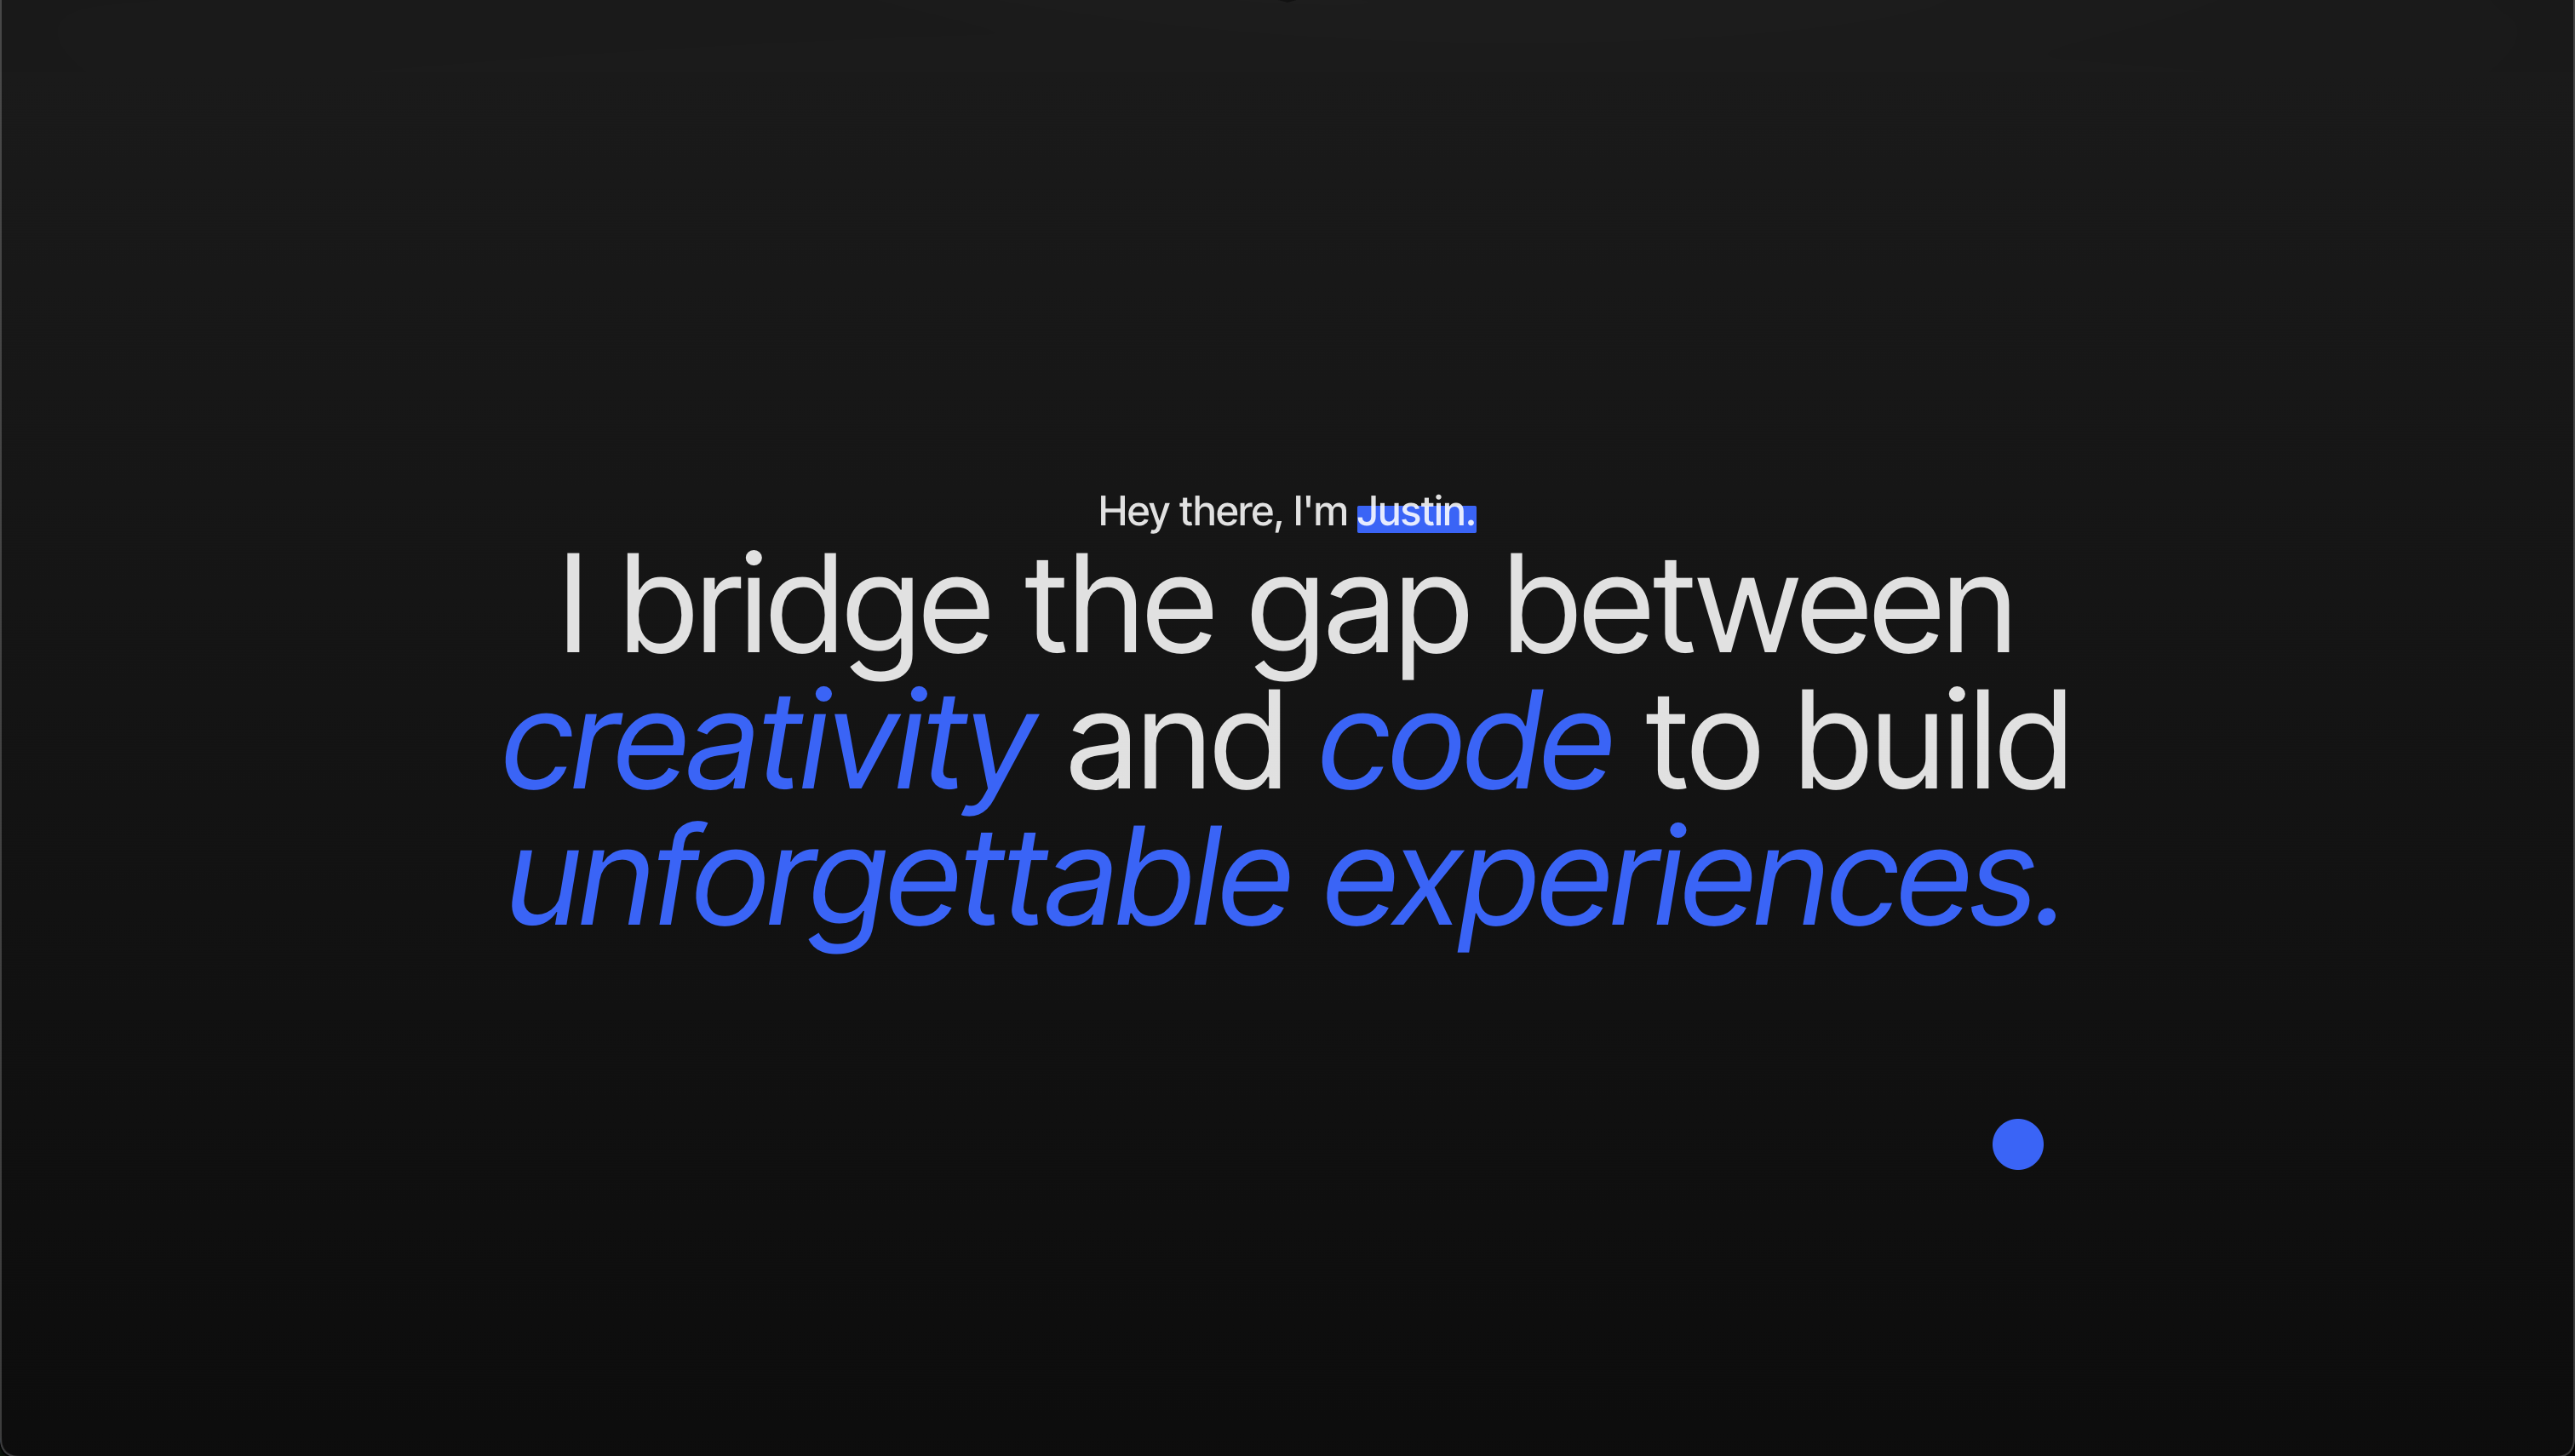 Hey there, I'm Justin.
I bridge the gap between
creativity and code to build
unforgettable experiences.